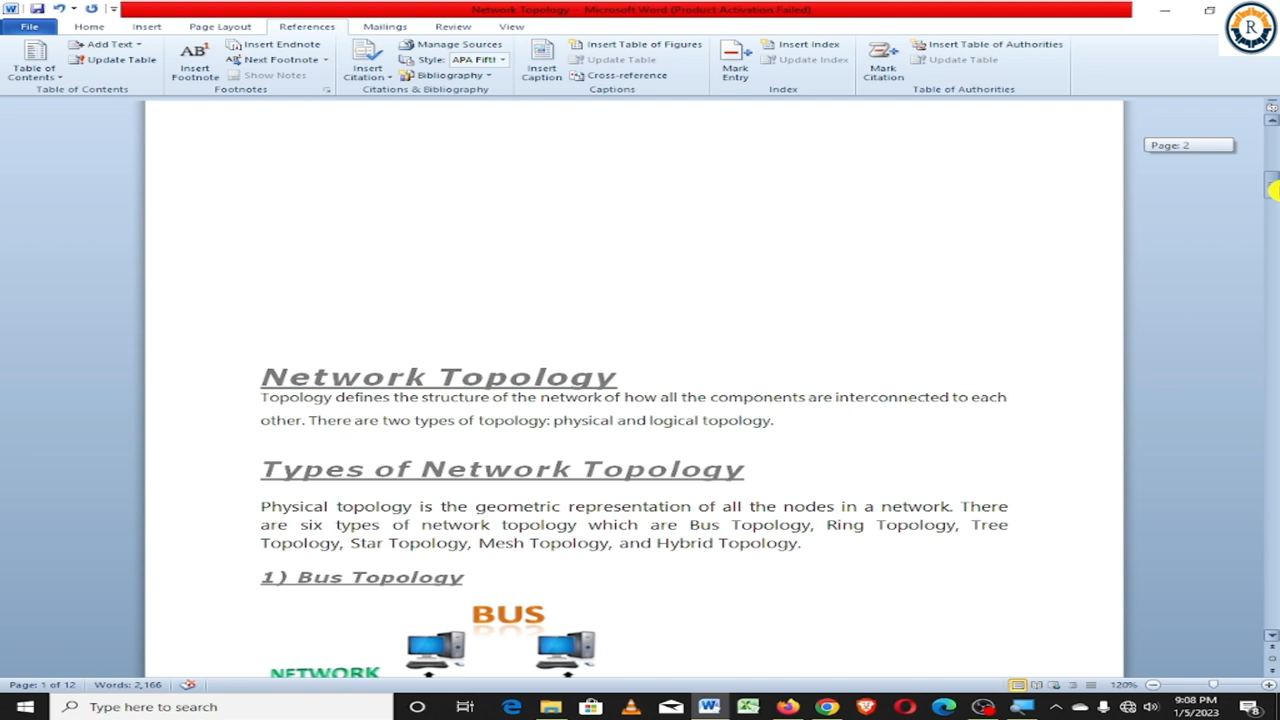 Network Topology - Microsoft Word (Product Activation Failed)
File Home Insert Page Layout References Mailings Review View
Table of Contents
Add Text
Update Table
Table of Contents
AB¹ Insert Footnote
Insert Endnote
AB Next Footnote
Show Notes
Footnotes
Insert Citation
Manage Sources
Style: APA Fifth
Bibliography
Citations & Bibliography
Insert Caption
Insert Table of Figures
Update Table
Cross-reference
Captions
Mark Entry
Insert Index
Update Index
Index
Mark Citation
Insert Table of Authorities
Update Table
Table of Authorities
R
Page: 2
Network Topology
Topology defines the structure of the network of how all the components are interconnected to each
other. There are two types of topology: physical and logical topology.
Types of Network Topology
Physical topology is the geometric representation of all the nodes in a network. There
are six types of network topology which are Bus Topology, Ring Topology, Tree
Topology, Star Topology, Mesh Topology, and Hybrid Topology.
1) Bus Topology
BUS
NETWORK
Page: 1 of 12 Words: 2,166 120%
Type here to search
9:08 PM
1/5/2023
8